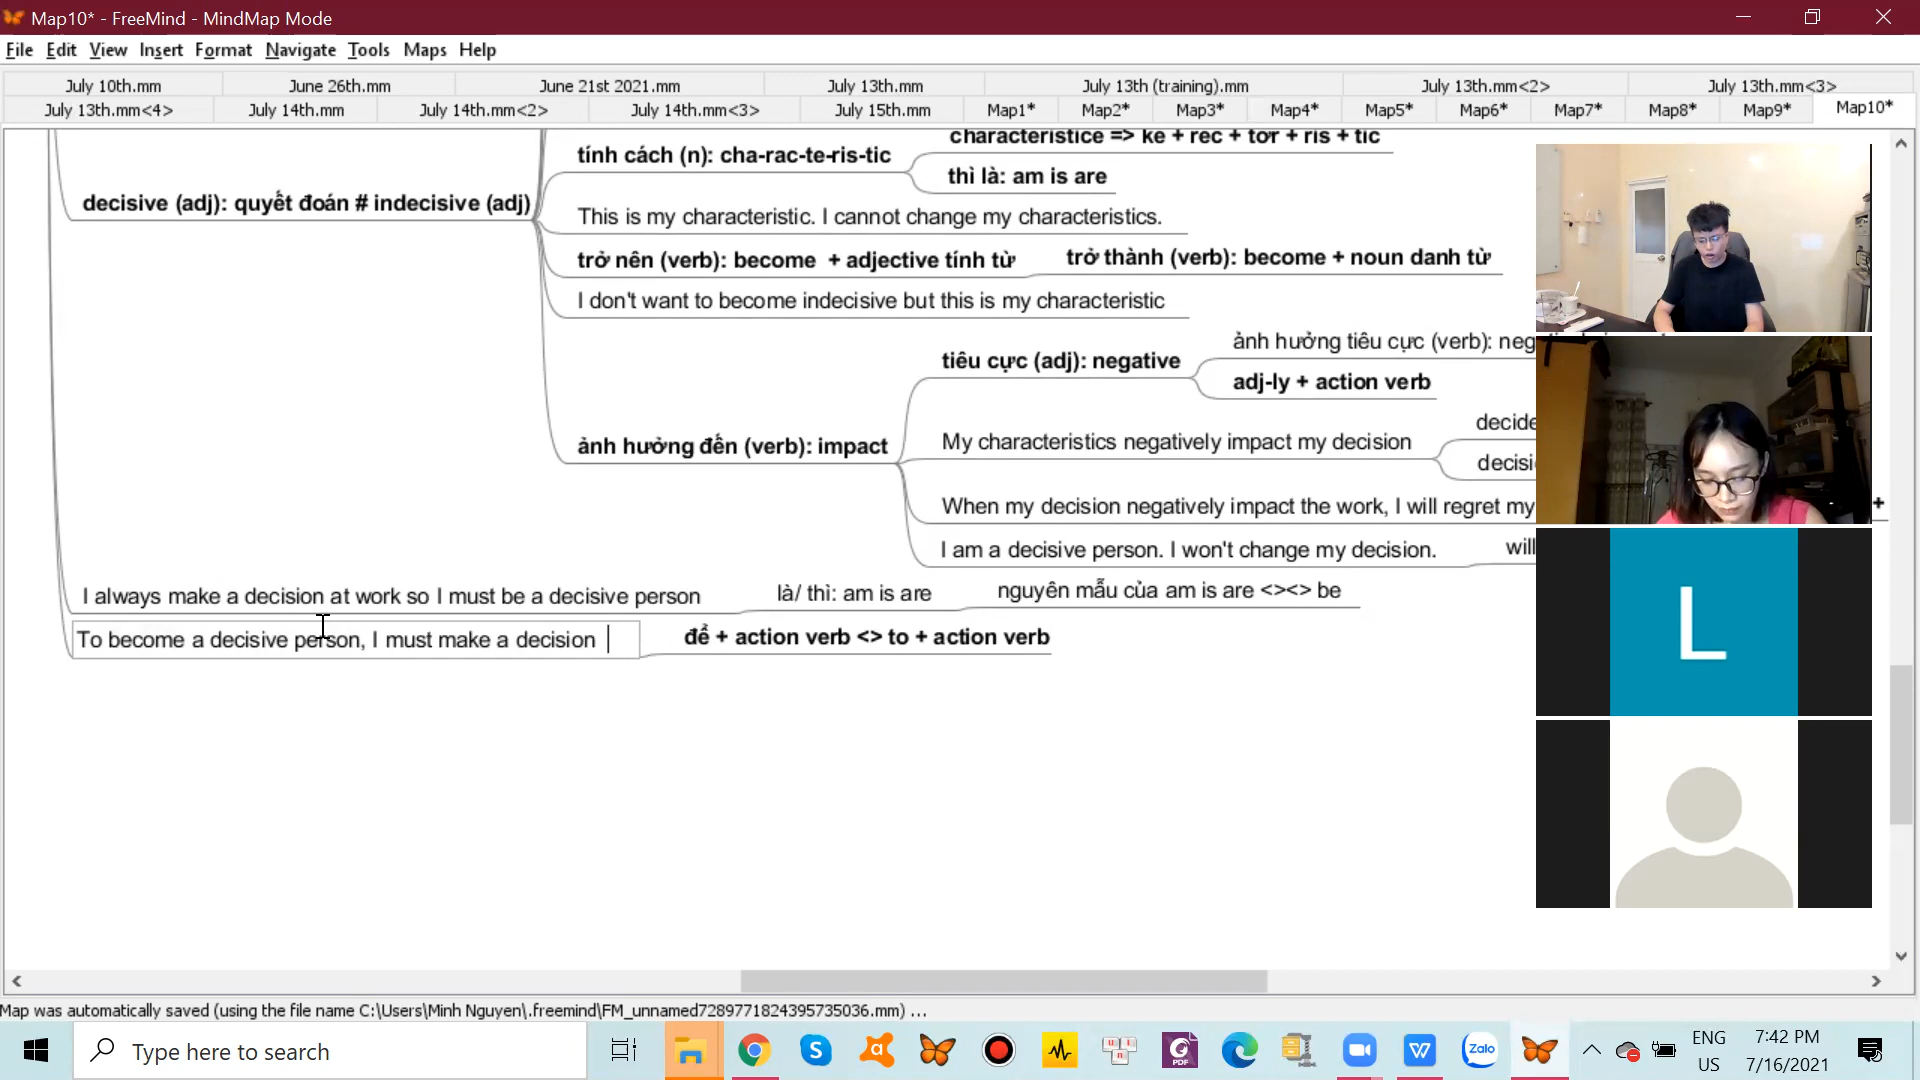 Map10* - FreeMind - MindMap Mode
File Edit View Insert Format Navigate Tools Maps Help
July 10th.mm June 26th.mm June 21st 2021.mm July 13th.mm July 13th (training).mm July 13th.mm<2> July 13th.mm<3>
July 13th.mm<4> July 14th.mm July 14th.mm<2> July 14th.mm<3> July 15th.mm Map1* Map2* Map3* Map4* Map5* Map6* Map7* Map8* Map9* Map10*
characteristice => ke + rec + tơr + ris + tic
tính cách (n): cha-rac-te-ris-tic
thì là: am is are
decisive (adj): quyết đoán # indecisive (adj)
This is my characteristic. I cannot change my characteristics.
trở nên (verb): become + adjective tính từ
trở thành (verb): become + noun danh từ
I don't want to become indecisive but this is my characteristic
ảnh hưởng tiêu cực (verb): neg
tiêu cực (adj): negative
adj-ly + action verb
decide
ảnh hưởng đến (verb): impact
My characteristics negatively impact my decision
decisi
When my decision negatively impact the work, I will regret my
+
I am a decisive person. I won't change my decision.
will
I always make a decision at work so I must be a decisive person
là/ thì: am is are
nguyên mẫu của am is are <><> be
To become a decisive person, I must make a decision
để + action verb <> to + action verb
L
Map was automatically saved (using the file name C:\Users\Minh Nguyen\.freemind\FM_unnamed7289771824395735036.mm) ...
Type here to search
Zalo
PDF
ENG
US
7:42 PM
7/16/2021